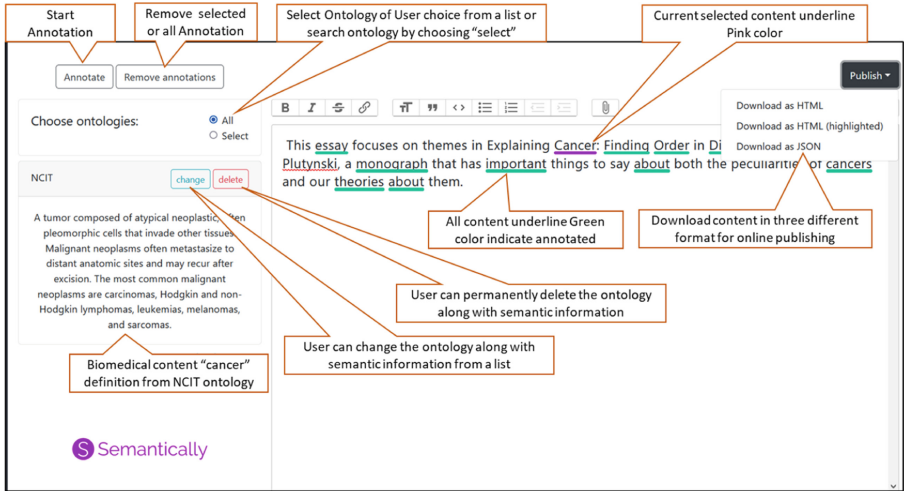 Start
Annotation
Remove selected
or all Annotation
Select Ontology of User choice from a list or
search ontology by choosing “select”
Current selected content underline
Pink color
Annotate
Remove annotations
Publish
Choose ontologies:
All
Select
B I S
Download as HTML
Download as HTML (highlighted)
Download as JSON
This essay focuses on themes in Explaining Cancer: Finding Order in Di
Plutynski, a monograph that has important things to say about both the peculiarities of cancers
and our theories about them.
NCIT
change
delete
A tumor composed of atypical neoplastic, often
pleomorphic cells that invade other tissues
Malignant neoplasms often metastasize to
distant anatomic sites and may recur after
excision. The most common malignant
neoplasms are carcinomas, Hodgkin and non-
Hodgkin lymphomas, leukemias, melanomas,
and sarcomas.
All content underline Green
color indicate annotated
Download content in three different
format for online publishing
User can permanently delete the ontology
along with semantic information
User can change the ontology along with
semantic information from a list
Biomedical content “cancer”
definition from NCIT ontology
S Semantically